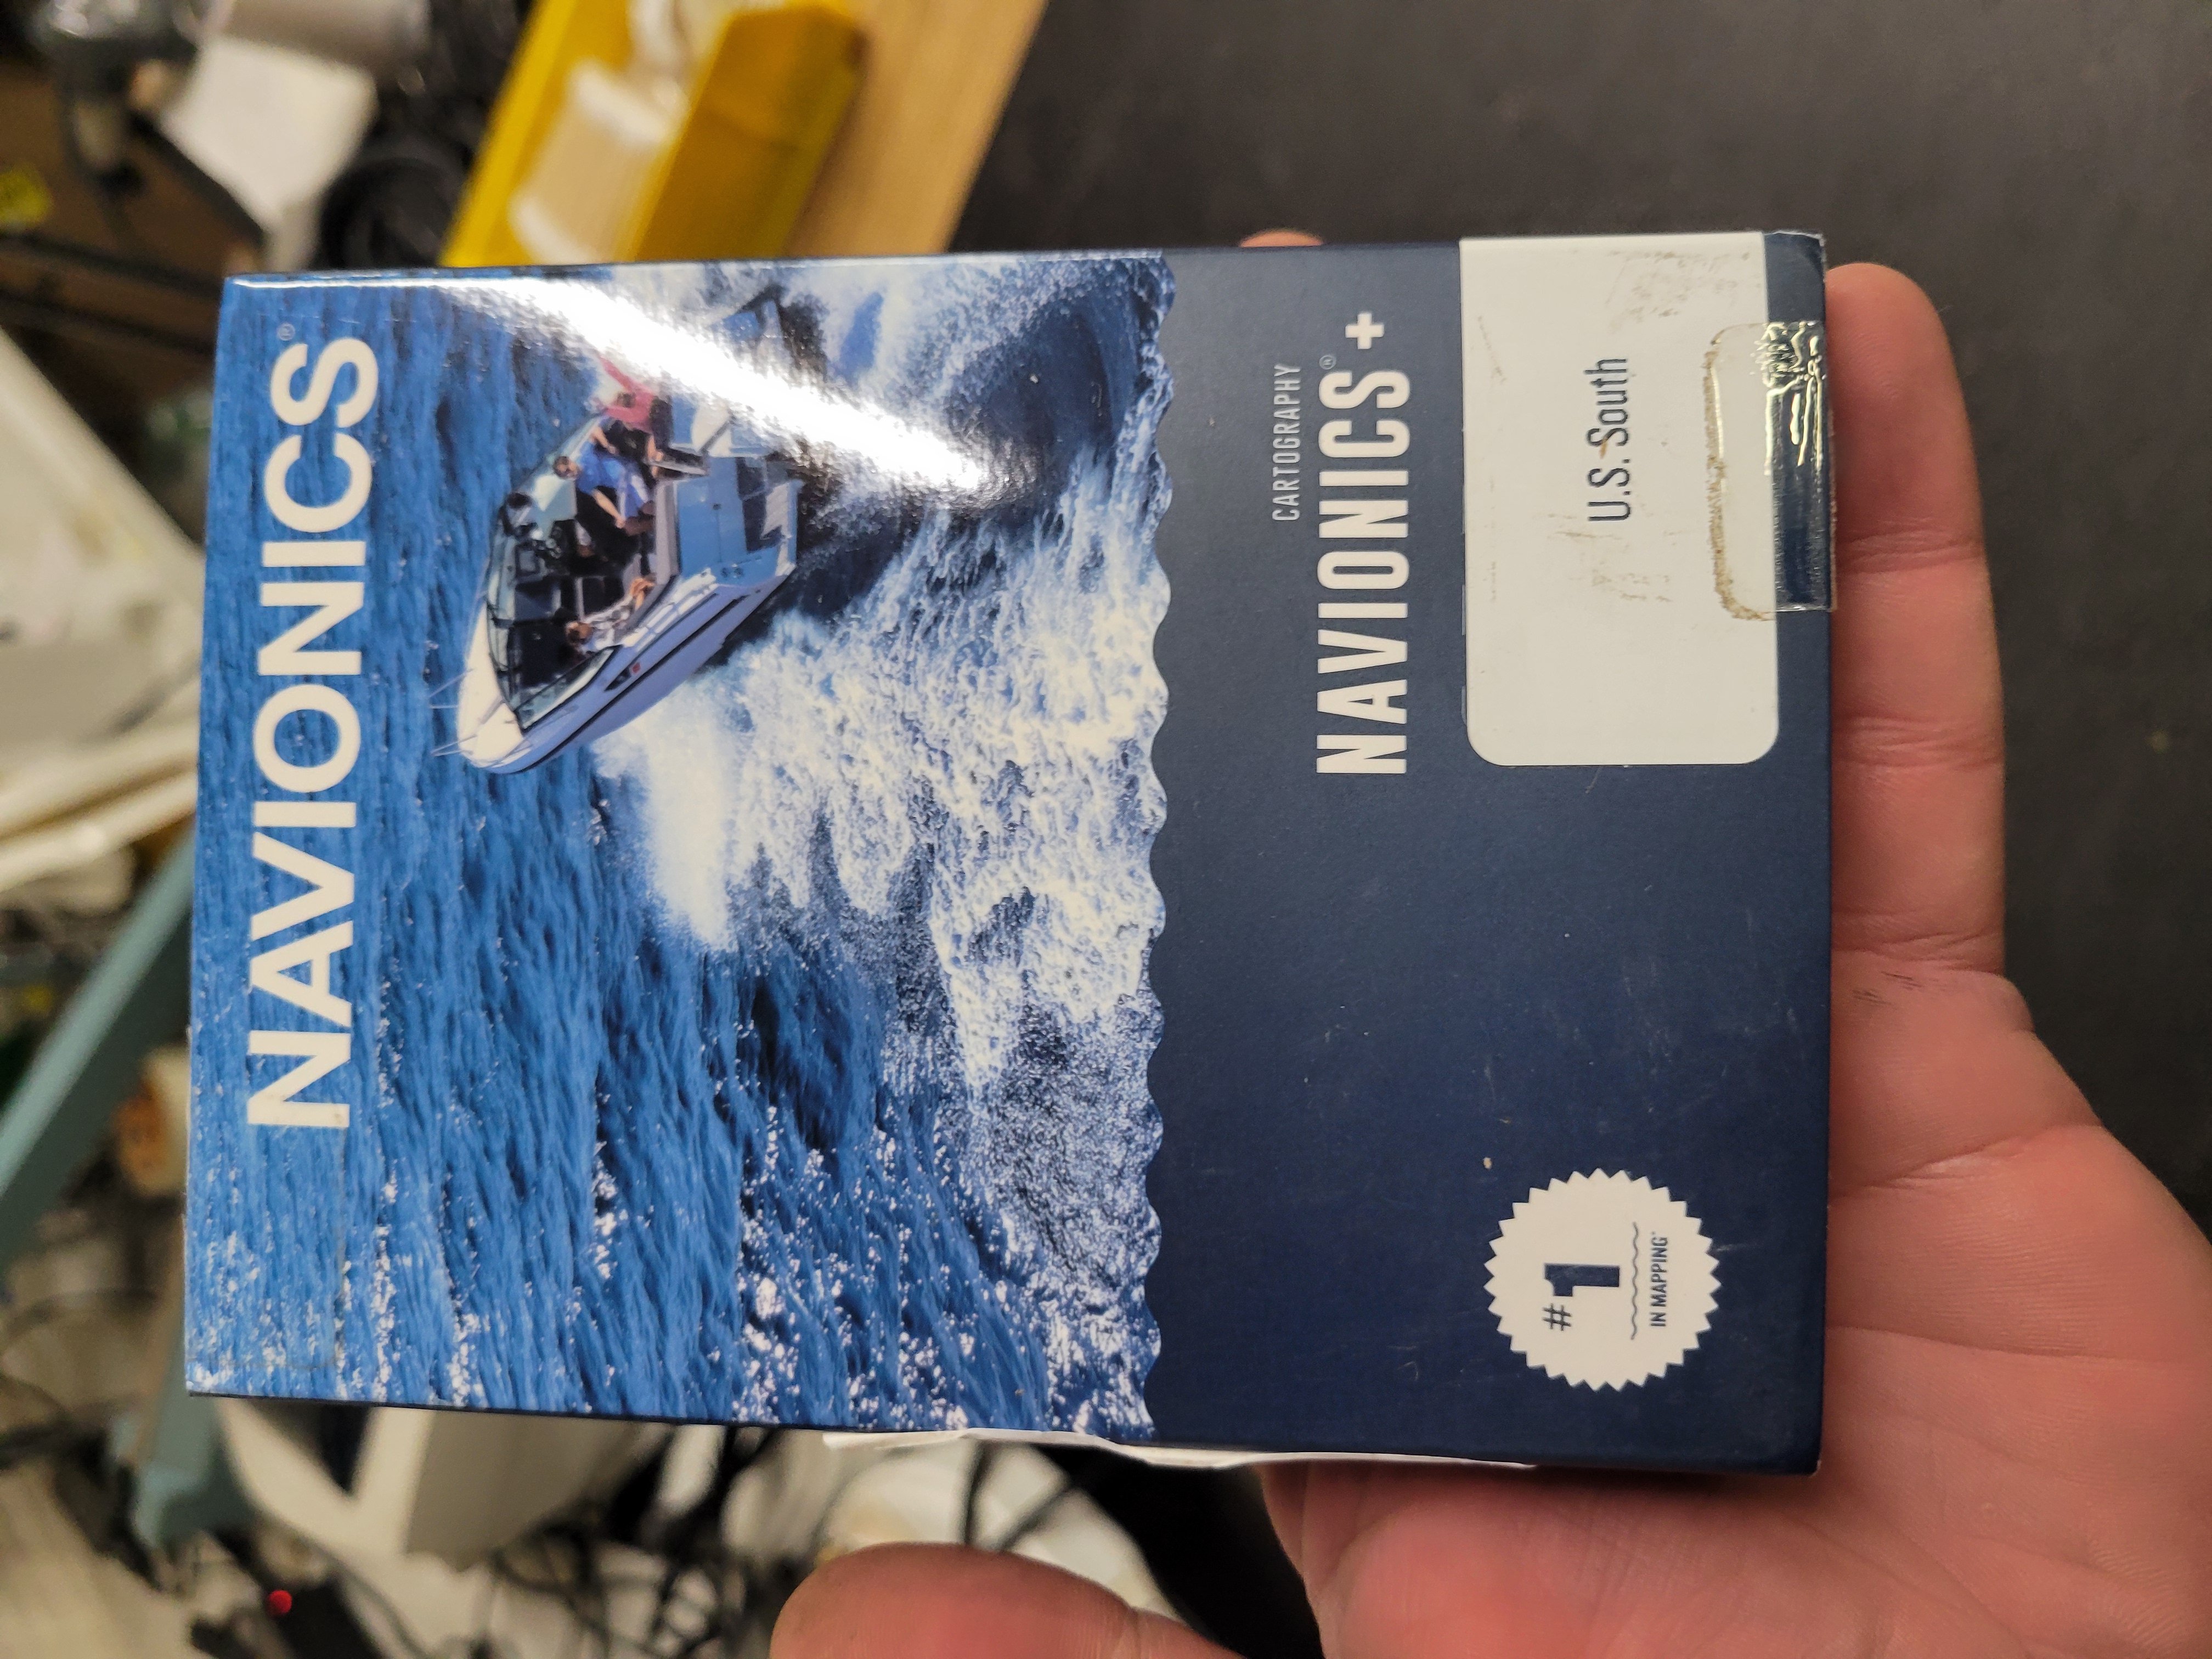 NAVIONICS®
CARTOGRAPHY
NAVIONICS®+
U.S. South
#1
IN MAPPING*